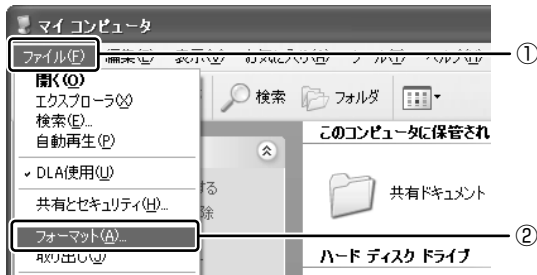 マイ コンピュータ
ファイル(F)
①
開く(O)
エクスプローラ(X)
検索
フォルダ
検索(E)...
自動再生(P)
このコンピュータに保管され
DLA使用(U)
共有とセキュリティ(H)...
共有ドキュメント
フォーマット(A)...
②
ハード ディスク ドライブ